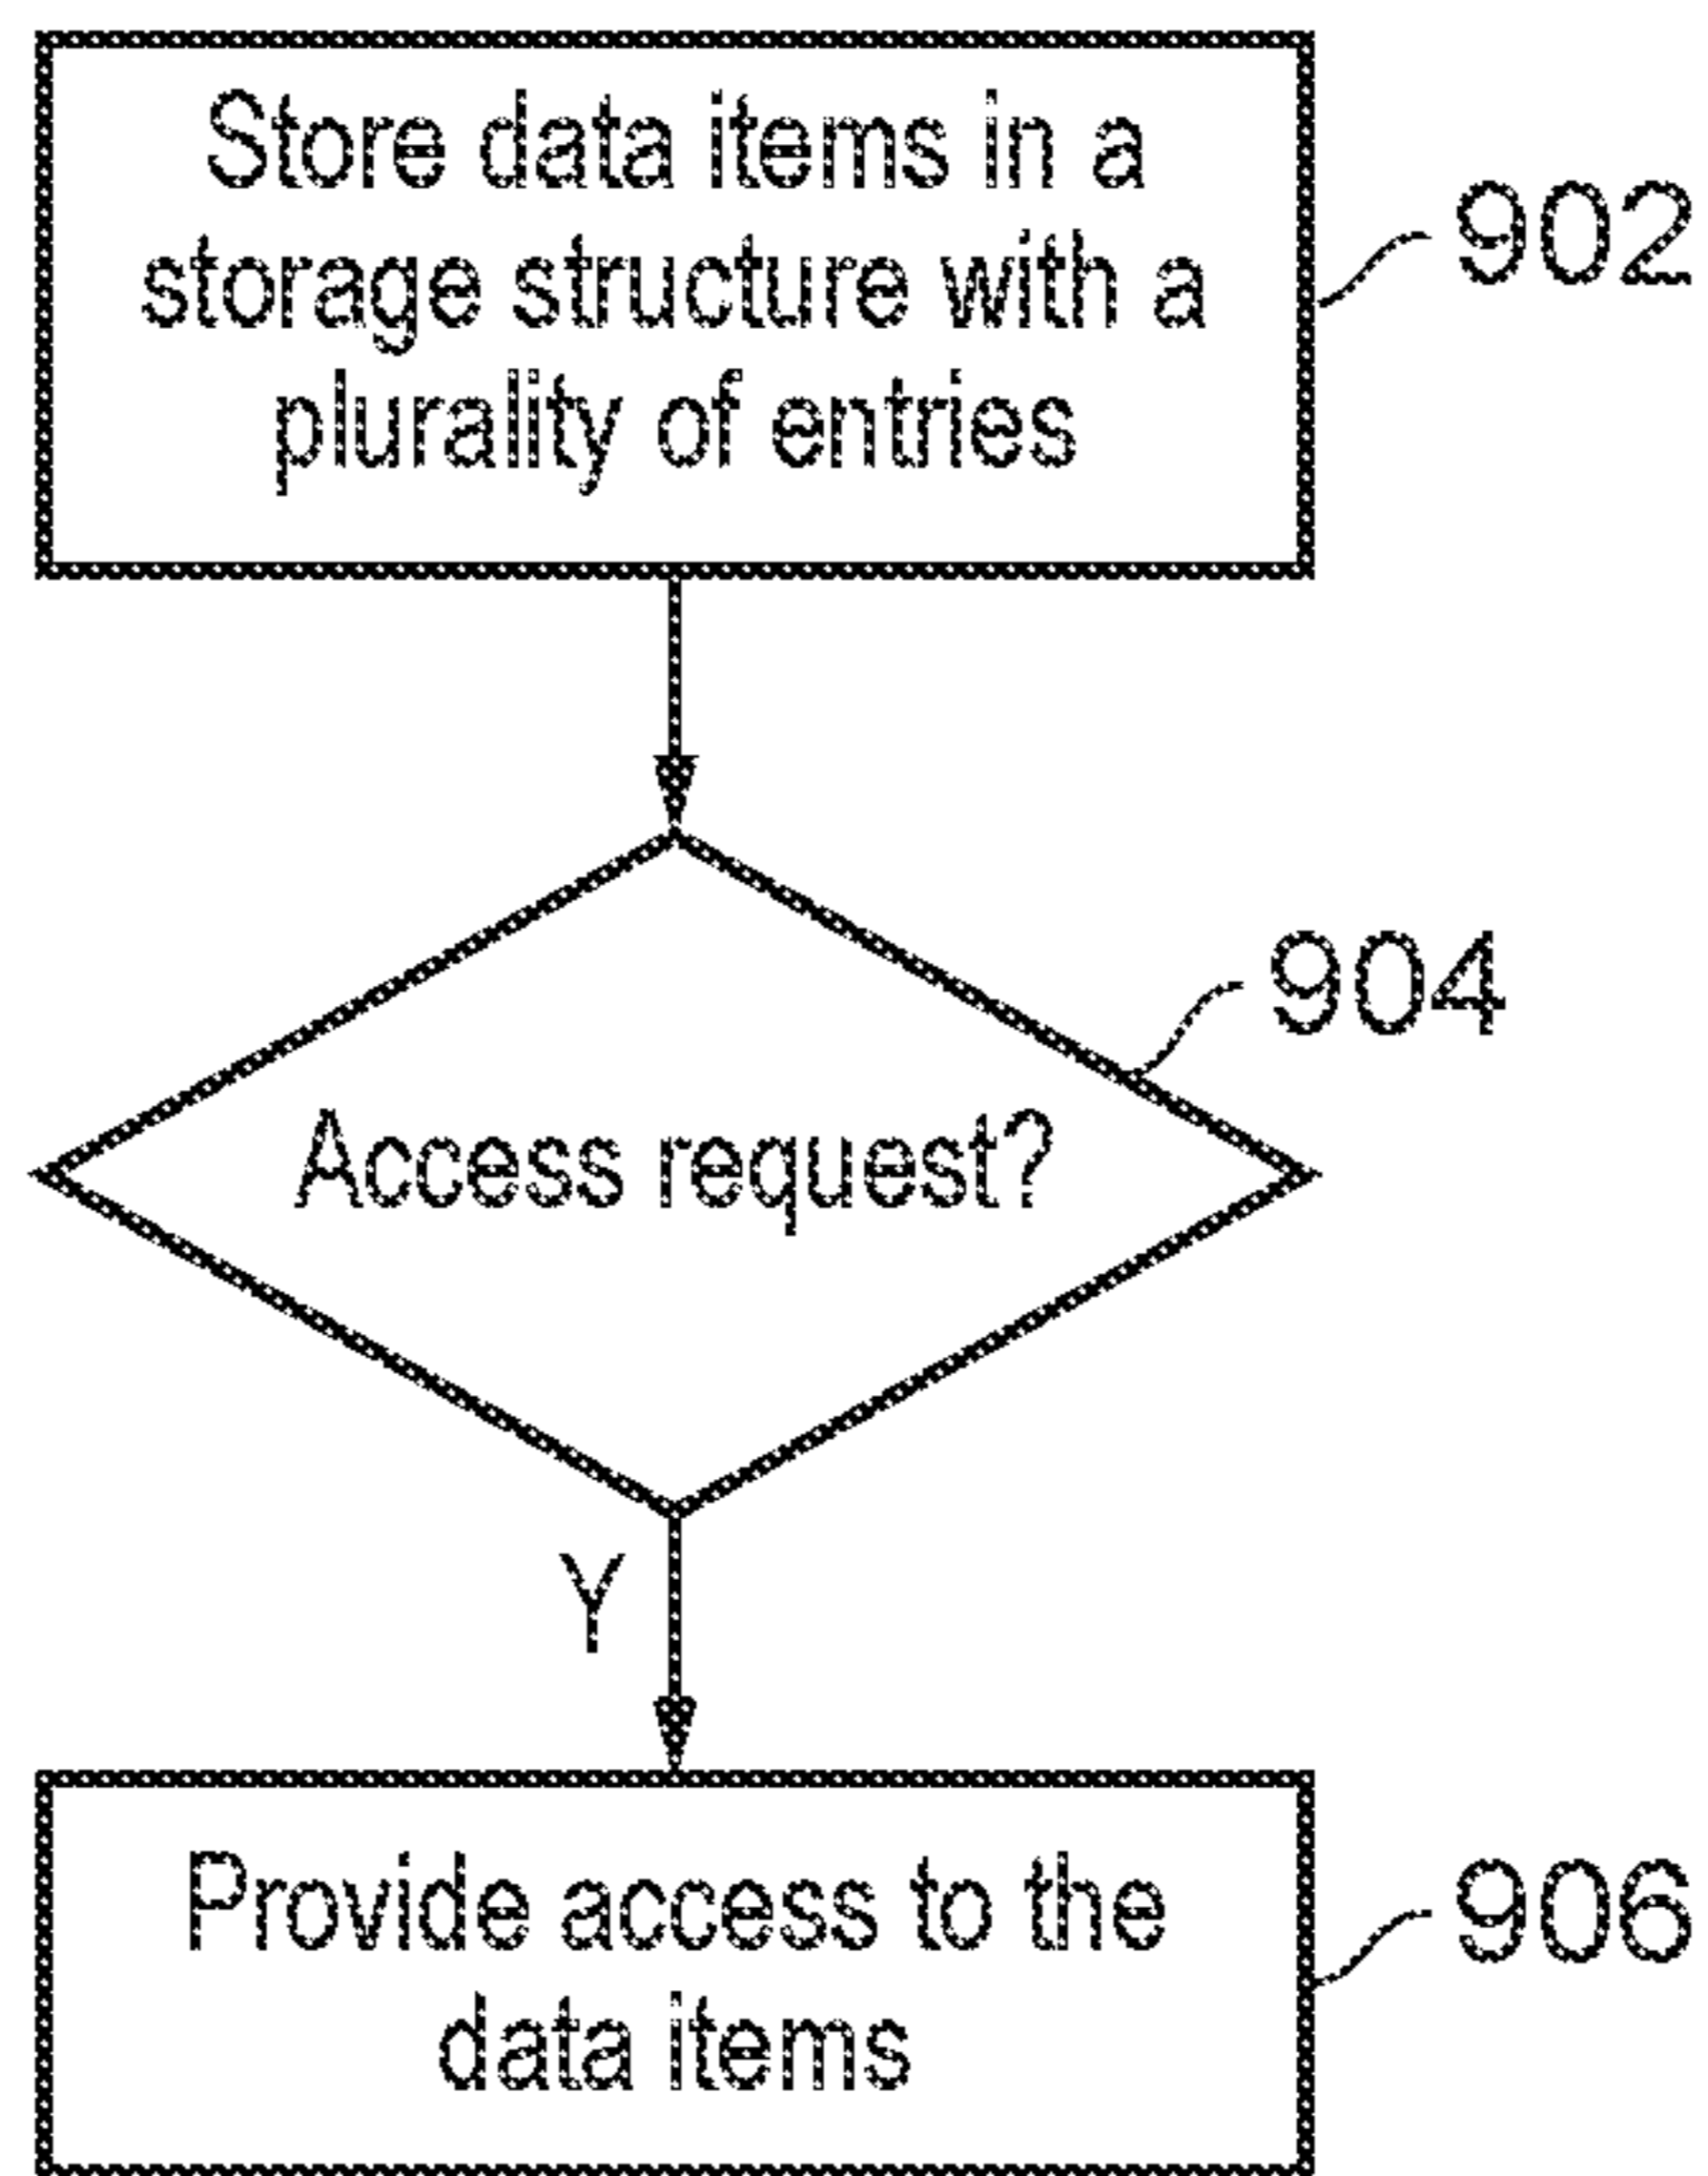 Store data items in a
storage structure with a
plurality of entries
902
904
Access request?
Y
Provide access to the
data items
906